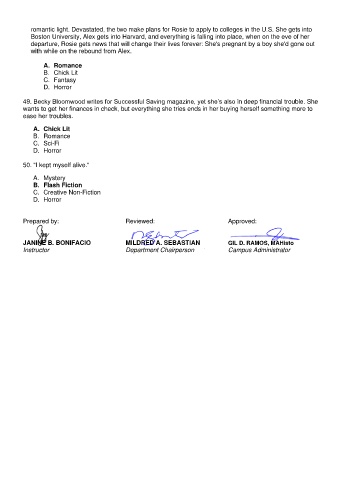 romantic light. Devastated, the two make plans for Rosie to apply to colleges in the U.S. She gets into
Boston University, Alex gets into Harvard, and everything is falling into place, when on the eve of her
departure, Rosie gets news that will change their lives forever: She's pregnant by a boy she'd gone out
with while on the rebound from Alex.
A. Romance
B. Chick Lit
C. Fantasy
D. Horror
49. Becky Bloomwood writes for Successful Saving magazine, yet she's also in deep financial trouble. She
wants to get her finances in check, but everything she tries ends in her buying herself something more to
ease her troubles.
A. Chick Lit
B. Romance
C. Sci-Fi
D. Horror
50. "I kept myself alive."
A. Mystery
B. Flash Fiction
C. Creative Non-Fiction
D. Horror
Prepared by: Reviewed: Approved:
JANINE B. BONIFACIO MILDRED A. SEBASTIAN GIL D. RAMOS, MAHisto
Instructor Department Chairperson Campus Administrator